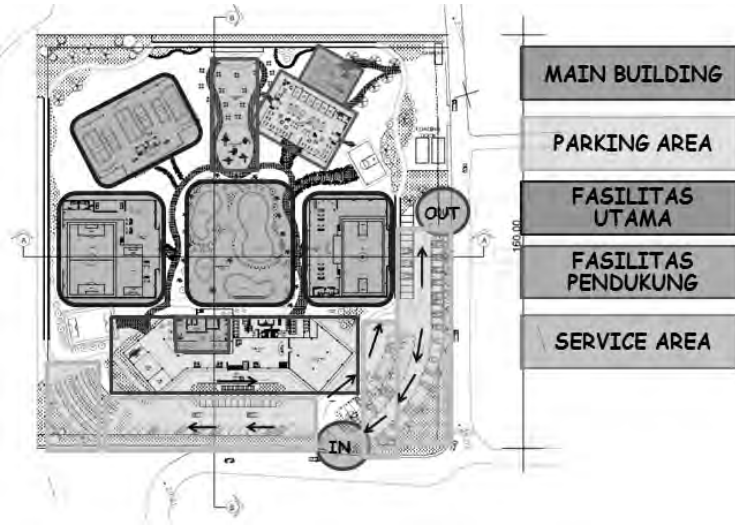 B
MAIN BUILDING
PARKING AREA
FASILITAS
UTAMA
OUT
A
A
160.00
FASILITAS
PENDUKUNG
SERVICE AREA
IN
B